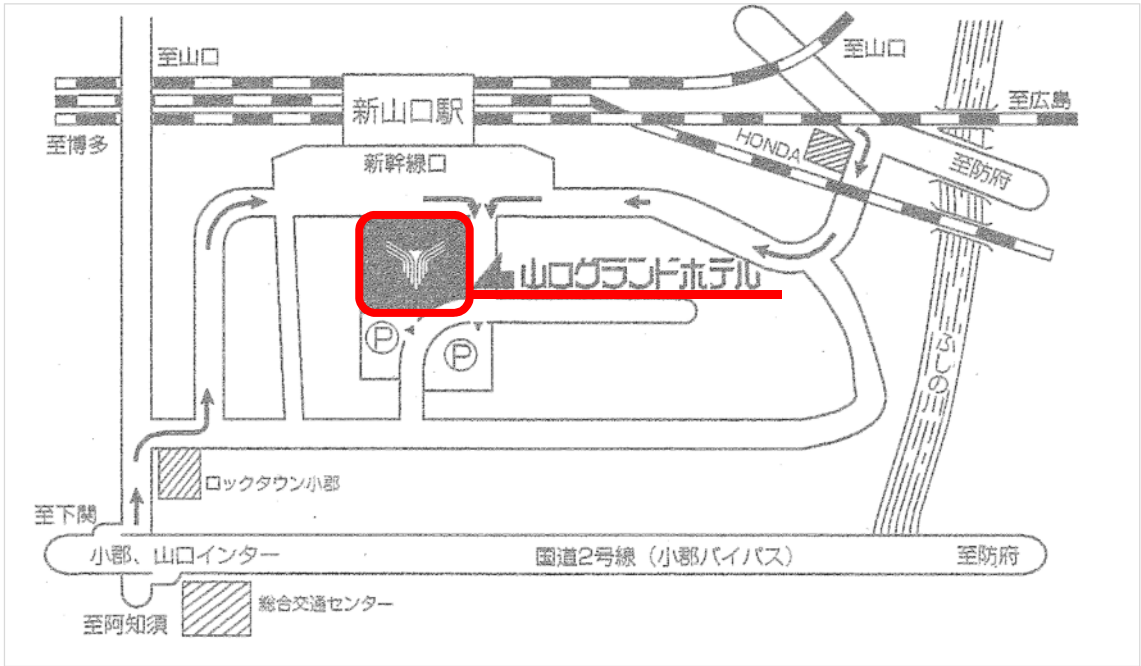 至山口
至山口
新山口駅
至広島
至博多
HONDA
新幹線口
至防府
山口グランドホテル
P
P
ふしの川
ロックタウン小郡
至下関
小郡、山口インター
国道2号線（小郡バイパス）
至防府
総合交通センター
至阿知須